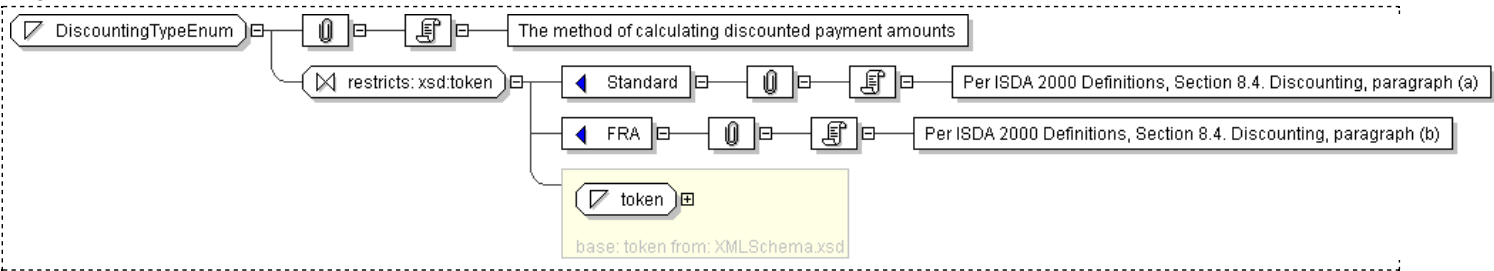 DiscountingTypeEnum
The method of calculating discounted payment amounts
restricts: xsd:token
Standard
Per ISDA 2000 Definitions, Section 8.4. Discounting, paragraph (a)
FRA
Per ISDA 2000 Definitions, Section 8.4. Discounting, paragraph (b)
token
base: token from: XMLSchema.xsd